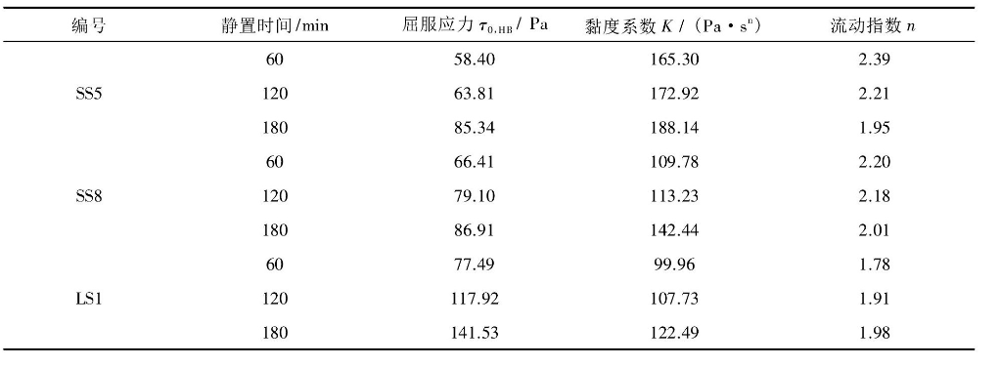 编号 静置时间/min 屈服应力 τ0,HB / Pa 黏度系数 K /（Pa·sⁿ） 流动指数 n
60 58.40 165.30 2.39
SS5 120 63.81 172.92 2.21
180 85.34 188.14 1.95
60 66.41 109.78 2.20
SS8 120 79.10 113.23 2.18
180 86.91 142.44 2.01
60 77.49 99.96 1.78
LS1 120 117.92 107.73 1.91
180 141.53 122.49 1.98